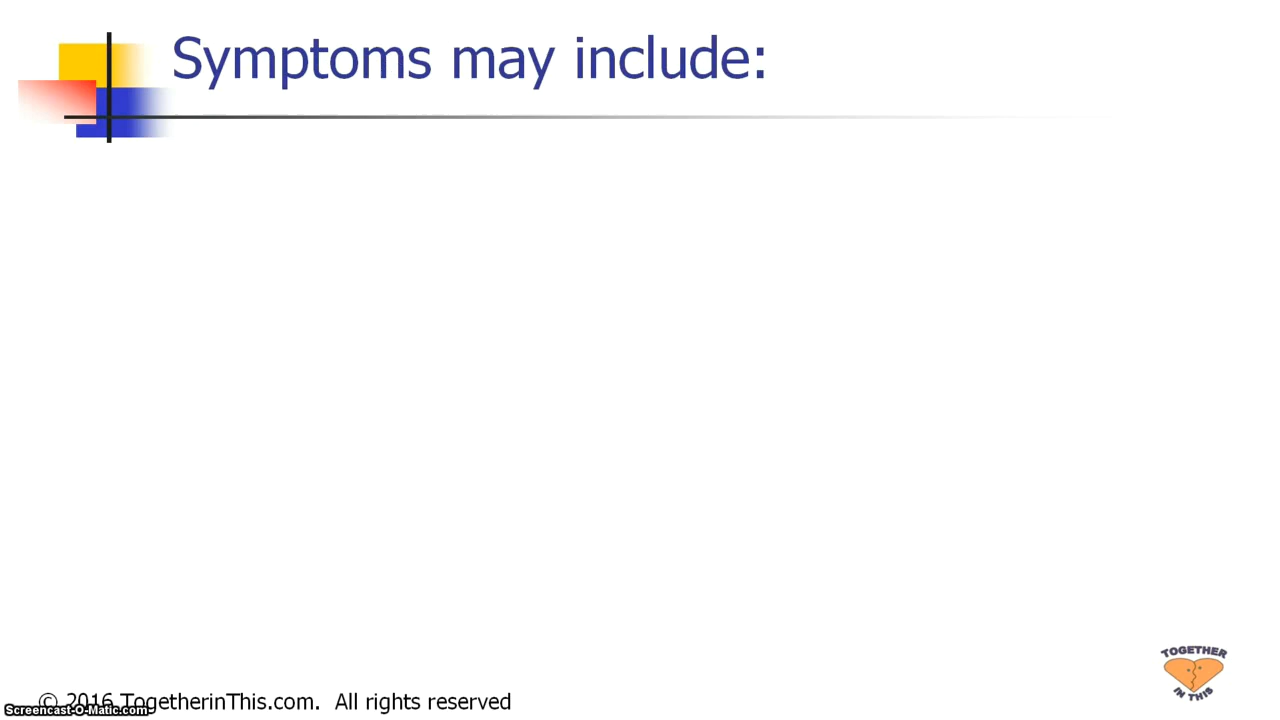 Symptoms may include:
TOGETHER
IN THIS
© 2016 TogetherinThis.com. All rights reserved
Screencast-O-Matic.com